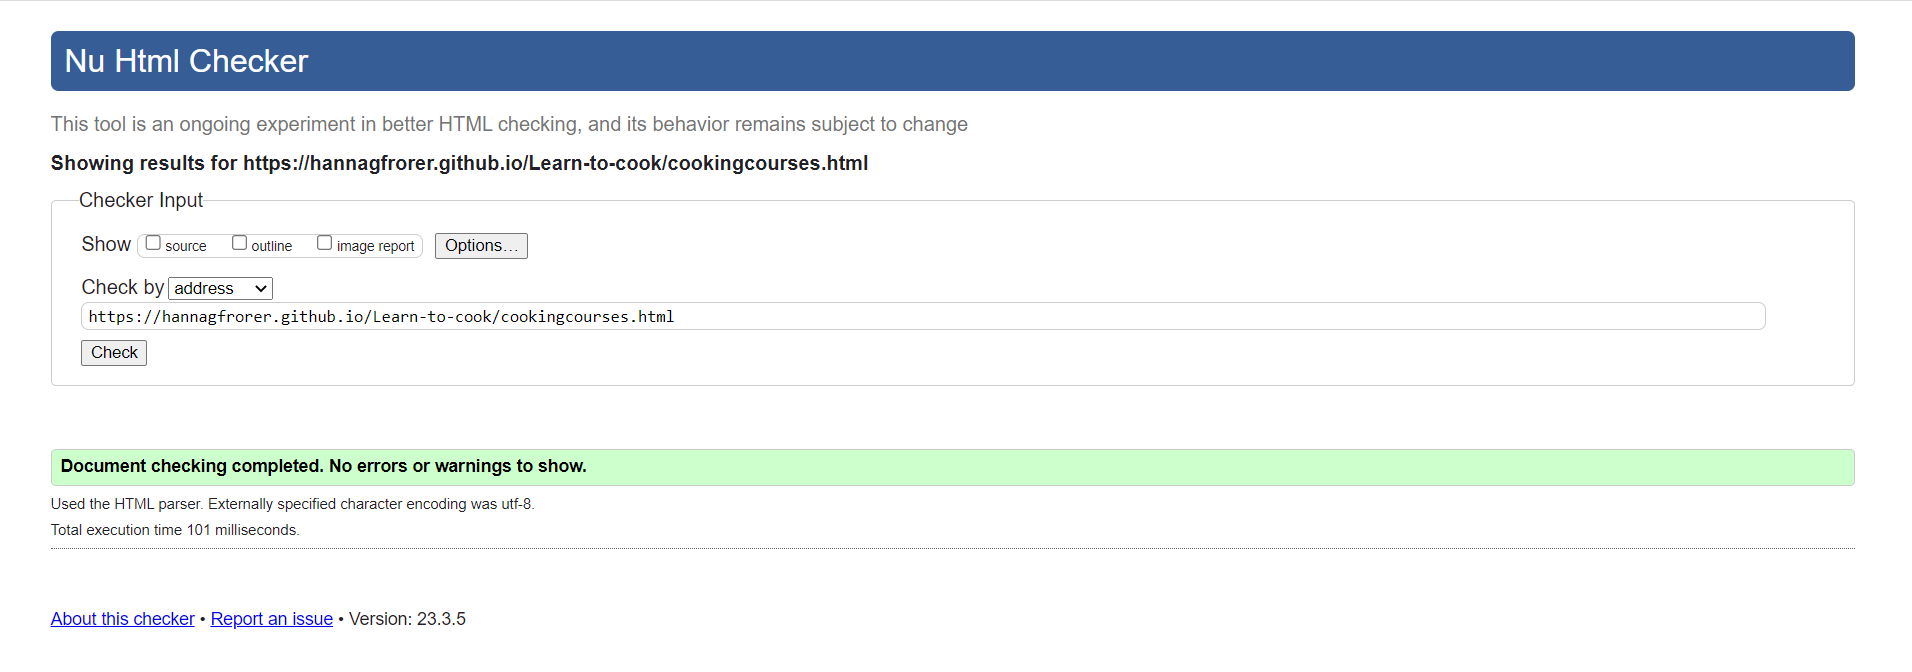 Nu Html Checker
This tool is an ongoing experiment in better HTML checking, and its behavior remains subject to change
Showing results for https://hannagfrorer.github.io/Learn-to-cook/cookingcourses.html
Checker Input
Show source outline image report Options...
Check by address
https://hannagfrorer.github.io/Learn-to-cook/cookingcourses.html
Check
Document checking completed. No errors or warnings to show.
Used the HTML parser. Externally specified character encoding was utf-8.
Total execution time 101 milliseconds.
About this checker • Report an issue • Version: 23.3.5